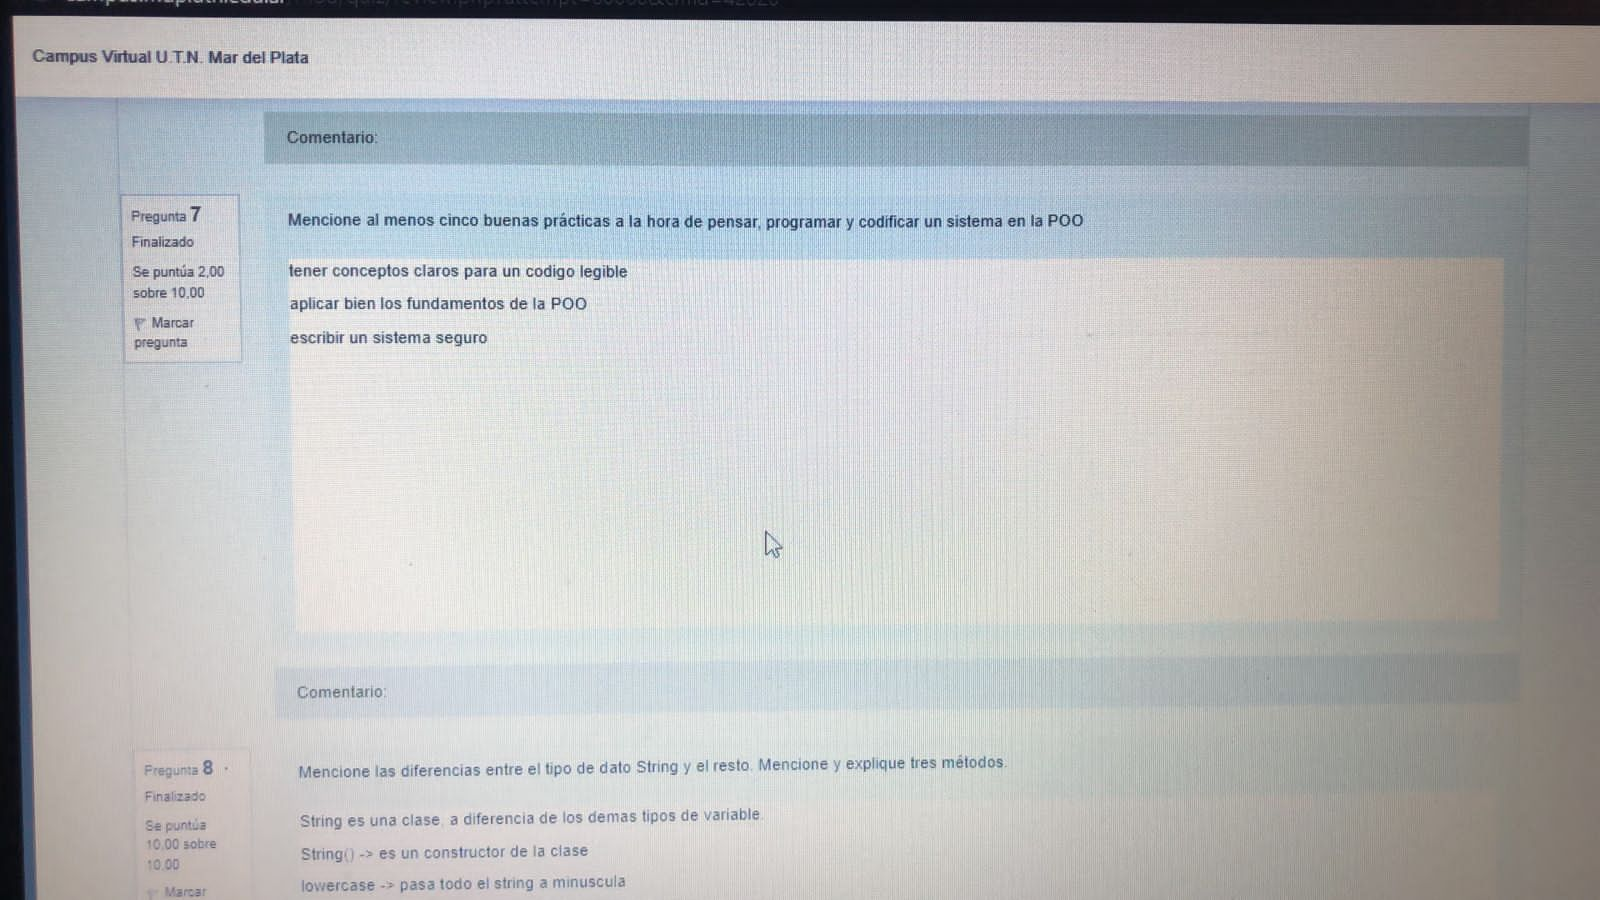 Campus Virtual U.T.N. Mar del Plata
Comentario:
Pregunta 7
Finalizado
Se puntúa 2,00
sobre 10,00
Marcar
pregunta
Mencione al menos cinco buenas prácticas a la hora de pensar, programar y codificar un sistema en la POO
tener conceptos claros para un codigo legible
aplicar bien los fundamentos de la POO
escribir un sistema seguro
Comentario:
Pregunta 8
Finalizado
Se puntúa
10,00 sobre
10,00
Marcar
Mencione las diferencias entre el tipo de dato String y el resto. Mencione y explique tres métodos.
String es una clase, a diferencia de los demas tipos de variable.
String() -> es un constructor de la clase
lowercase -> pasa todo el string a minuscula